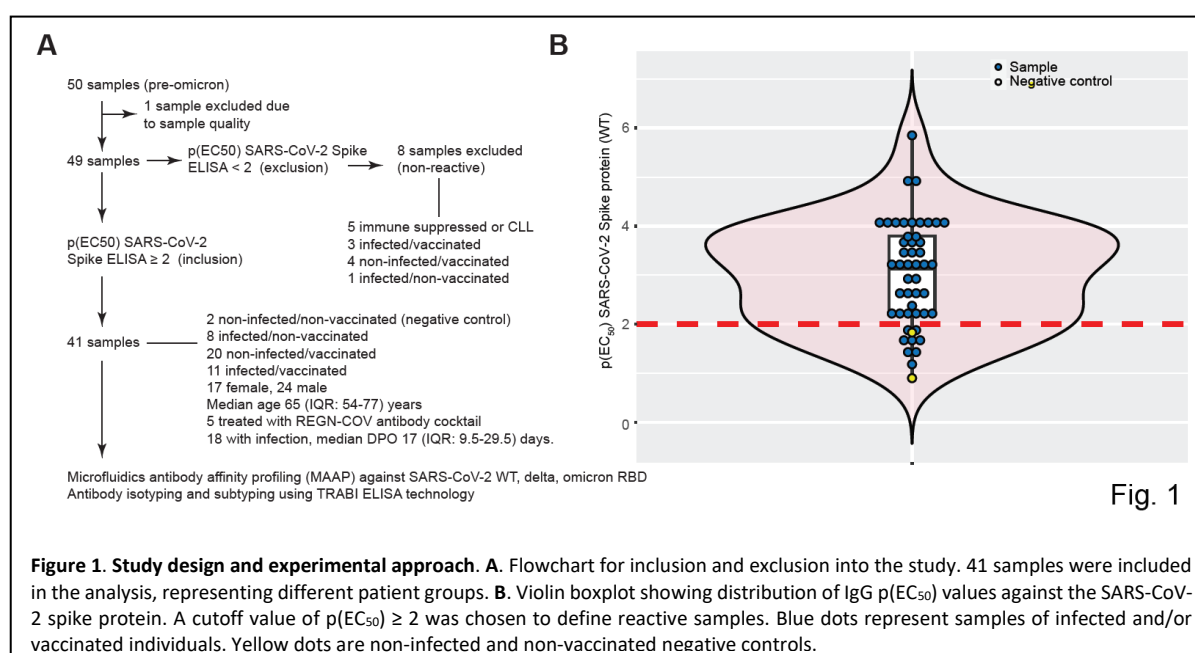 A
50 samples (pre-omicron)
1 sample excluded due
to sample quality
49 samples
p(EC50) SARS-CoV-2 Spike
ELISA < 2 (exclusion)
8 samples excluded
(non-reactive)
5 immune suppressed or CLL
3 infected/vaccinated
4 non-infected/vaccinated
1 infected/non-vaccinated
p(EC50) SARS-CoV-2
Spike ELISA ≥ 2 (inclusion)
41 samples
2 non-infected/non-vaccinated (negative control)
8 infected/non-vaccinated
20 non-infected/vaccinated
11 infected/vaccinated
17 female, 24 male
Median age 65 (IQR: 54-77) years
5 treated with REGN-COV antibody cocktail
18 with infection, median DPO 17 (IQR: 9.5-29.5) days.
Microfluidics antibody affinity profiling (MAAP) against SARS-CoV-2 WT, delta, omicron RBD
Antibody isotyping and subtyping using TRABI ELISA technology
B
p(EC50) SARS-CoV-2 Spike protein (WT)
6
4
2
0
Sample
Negative control
Fig. 1
Figure 1. Study design and experimental approach. A. Flowchart for inclusion and exclusion into the study. 41 samples were included
in the analysis, representing different patient groups. B. Violin boxplot showing distribution of IgG p(EC50) values against the SARS-CoV-
2 spike protein. A cutoff value of p(EC50) ≥ 2 was chosen to define reactive samples. Blue dots represent samples of infected and/or
vaccinated individuals. Yellow dots are non-infected and non-vaccinated negative controls.